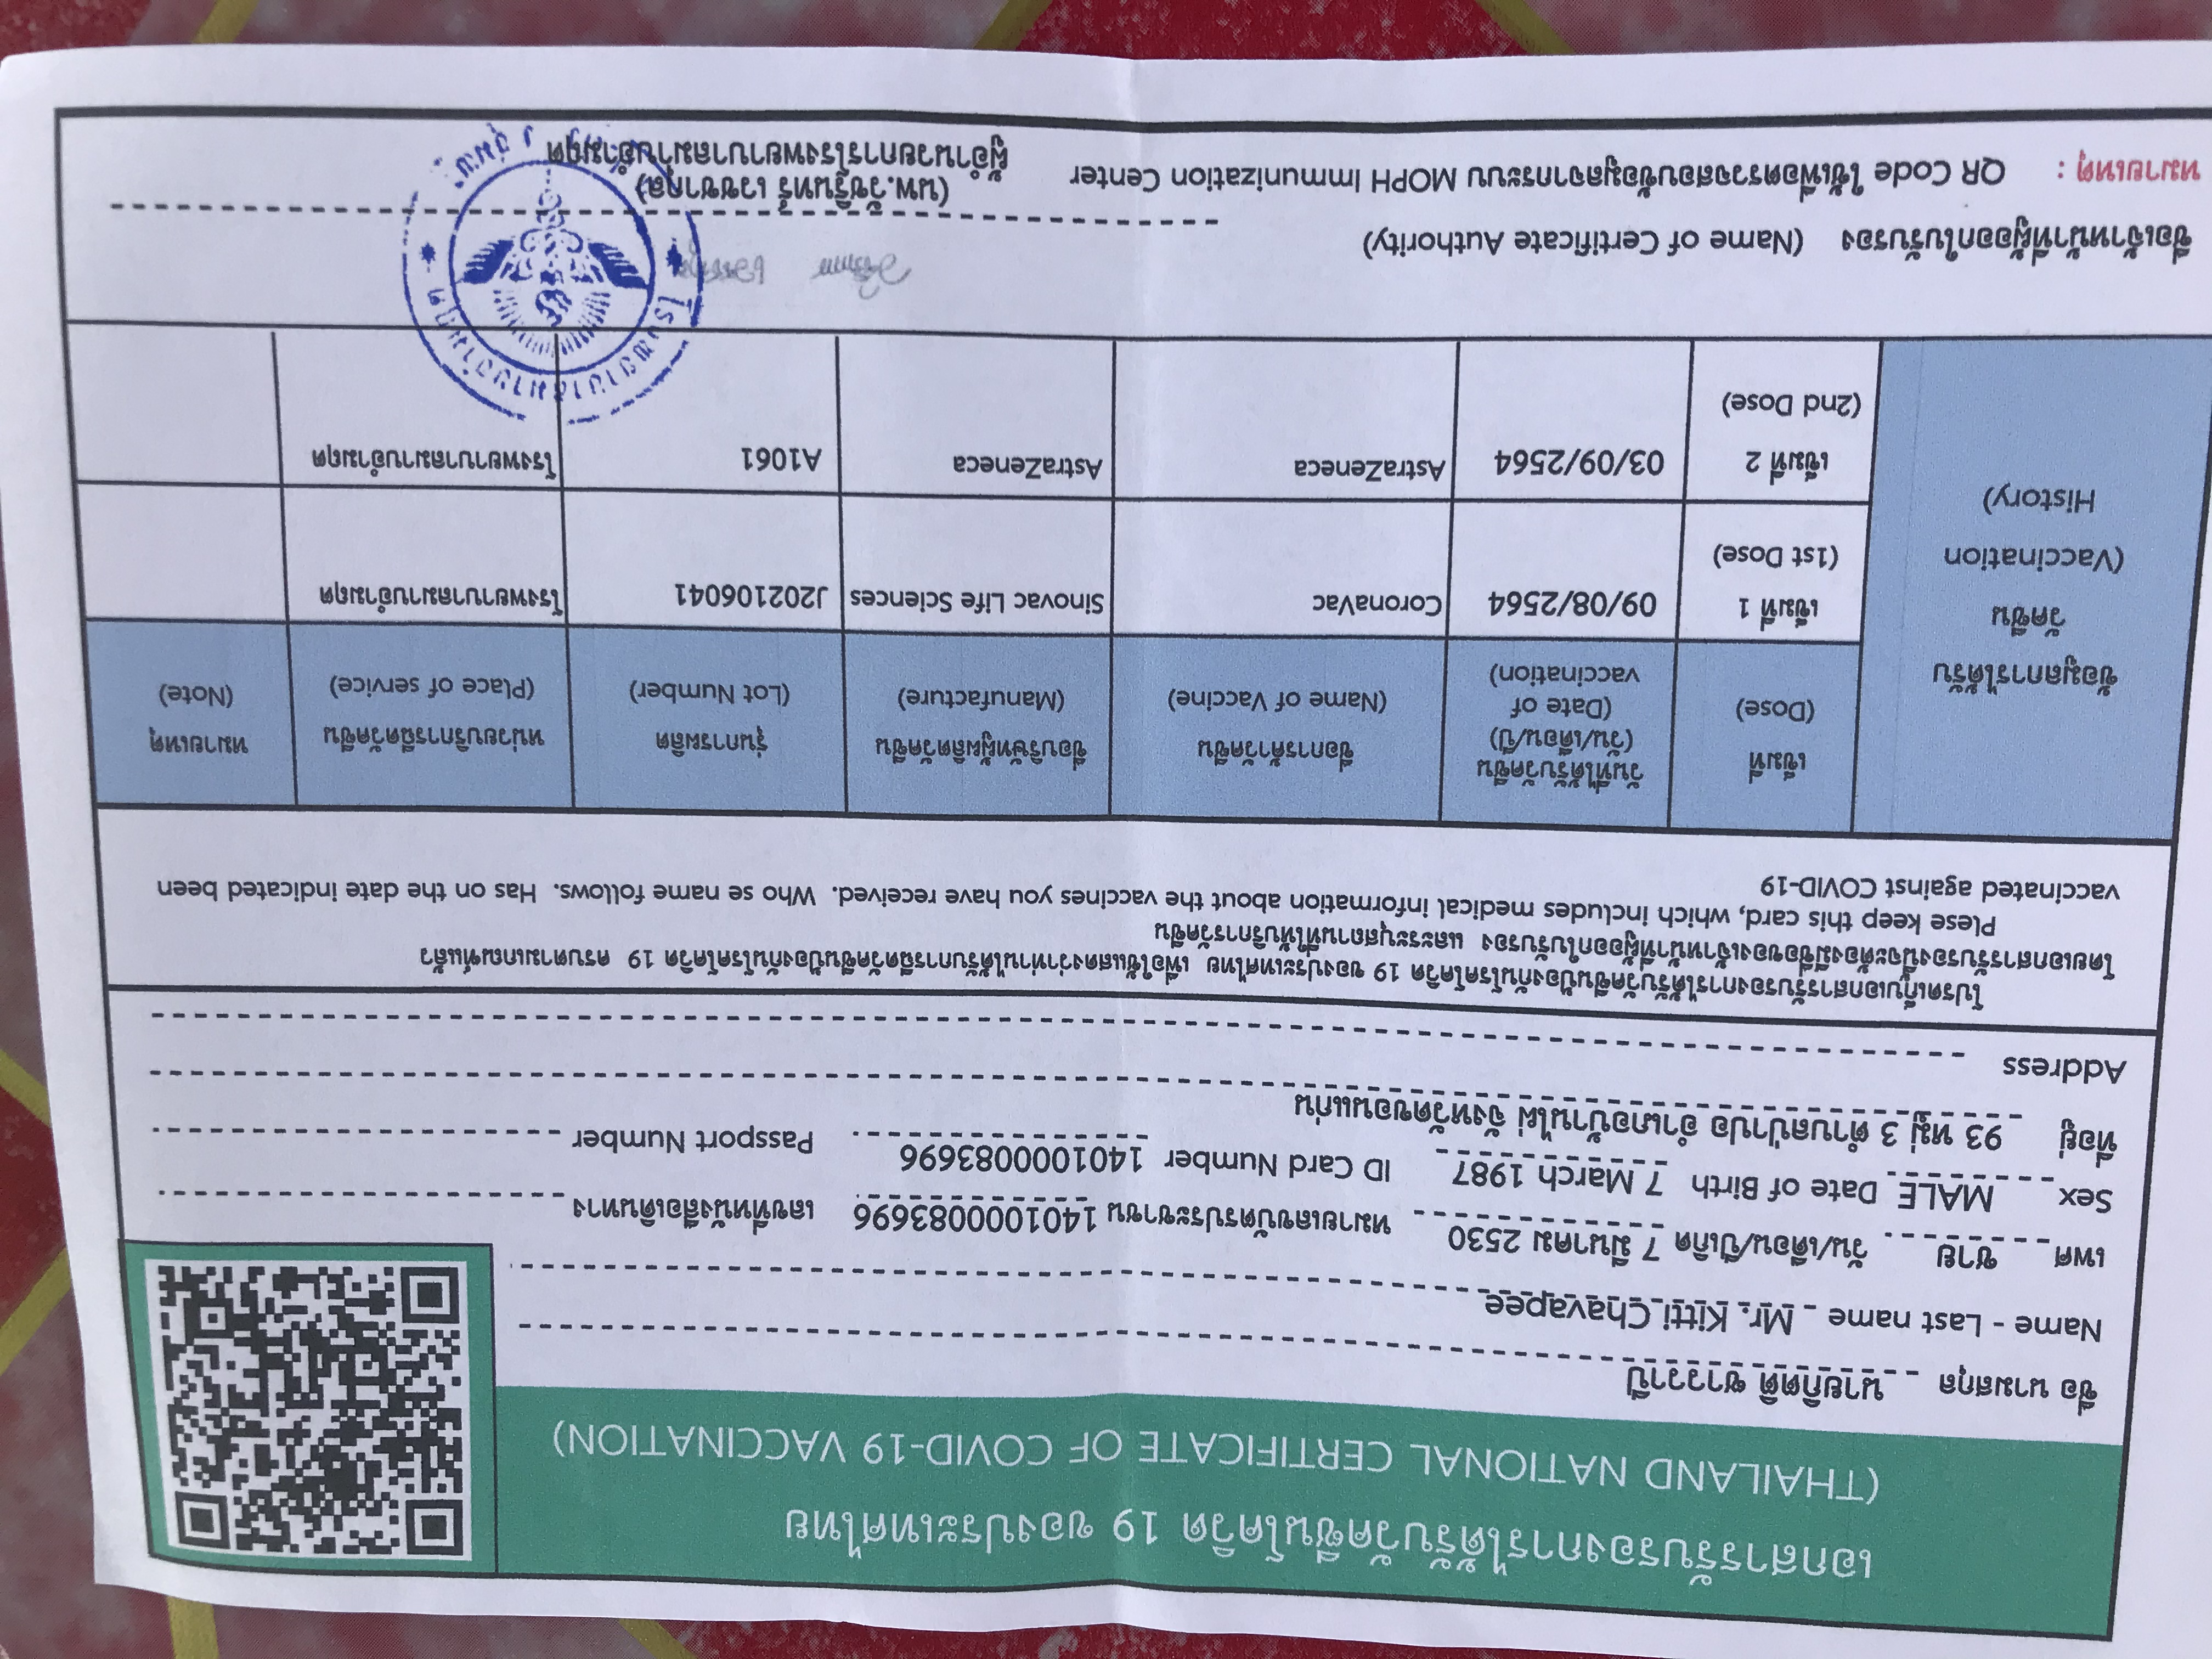 เอกสารรับรองการได้รับวัคซีนโควิด 19 ของประเทศไทย
(THAILAND NATIONAL CERTIFICATE OF COVID-19 VACCINATION)
ชื่อ นามสกุล นายกิตติ ชาววาปี
Name - Last name Mr. Kitti Chavapee
เพศ ชาย วัน/เดือน/ปีเกิด 7 มีนาคม 2530 หมายเลขบัตรประชาชน 1401000083696 เลขที่หนังสือเดินทาง
Sex MALE Date of Birth 7 March 1987 ID Card Number 1401000083696 Passport Number
ที่อยู่ 93 หมู่ 3 ตำบลป่าปอ อำเภอบ้านไผ่ จังหวัดขอนแก่น
Address
โปรดเก็บเอกสารรับรองการได้รับวัคซีนป้องกันโรคโควิด 19 ของประเทศไทย เพื่อใช้แสดงว่าท่านได้รับการฉีดวัคซีนป้องกันโรคโควิด 19 ครบตามเกณฑ์แล้ว
โดยเอกสารรับรองนี้จะต้องมีชื่อของเจ้าหน้าที่ผู้ออกใบรับรอง และระบุสถานที่ให้บริการวัคซีน
Plese keep this card, which includes medical information about the vaccines you have received. Who se name follows. Has on the date indicated been
vaccinated against COVID-19
ข้อมูลการได้รับ
วัคซีน
(Vaccination
History)
เข็มที่
(Dose)
วันที่ได้รับวัคซีน
(วัน/เดือน/ปี)
(Date of
vaccination)
ชื่อการค้าวัคซีน
(Name of Vaccine)
ชื่อบริษัทผู้ผลิตวัคซีน
(Manufacture)
รุ่นการผลิต
(Lot Number)
หน่วยบริการฉีดวัคซีน
(Place of service)
หมายเหตุ
(Note)
เข็มที่ 1
(1st Dose)
09/08/2564 CoronaVac Sinovac Life Sciences J202106041 โรงพยาบาลมาบอำมฤต
เข็มที่ 2
(2nd Dose)
03/09/2564 AstraZeneca AstraZeneca A1061 โรงพยาบาลมาบอำมฤต
โรงพยาบาลมาบอำมฤต
ชื่อเจ้าหน้าที่ผู้ออกใบรับรอง (Name of Certificate Authority)
(นพ.วัชรินทร์ เวชชากุล)
ผู้อำนวยการโรงพยาบาลมาบอำมฤต
หมายเหตุ : QR Code ใช้เพื่อตรวจสอบข้อมูลจากระบบ MOPH Immunization Center